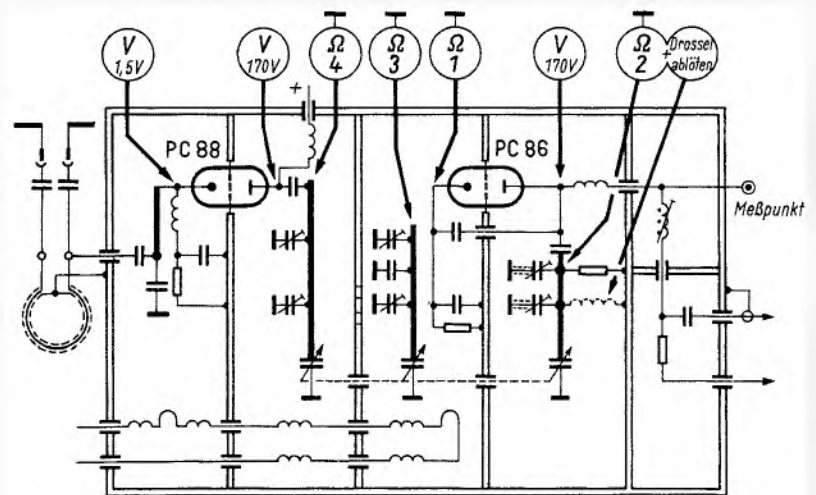 V
1,5V
V
170V
Ω
4
Ω
3
Ω
1
V
170V
Ω
2
Drossel
ablöten
+
+
PC 88
PC 86
Meßpunkt